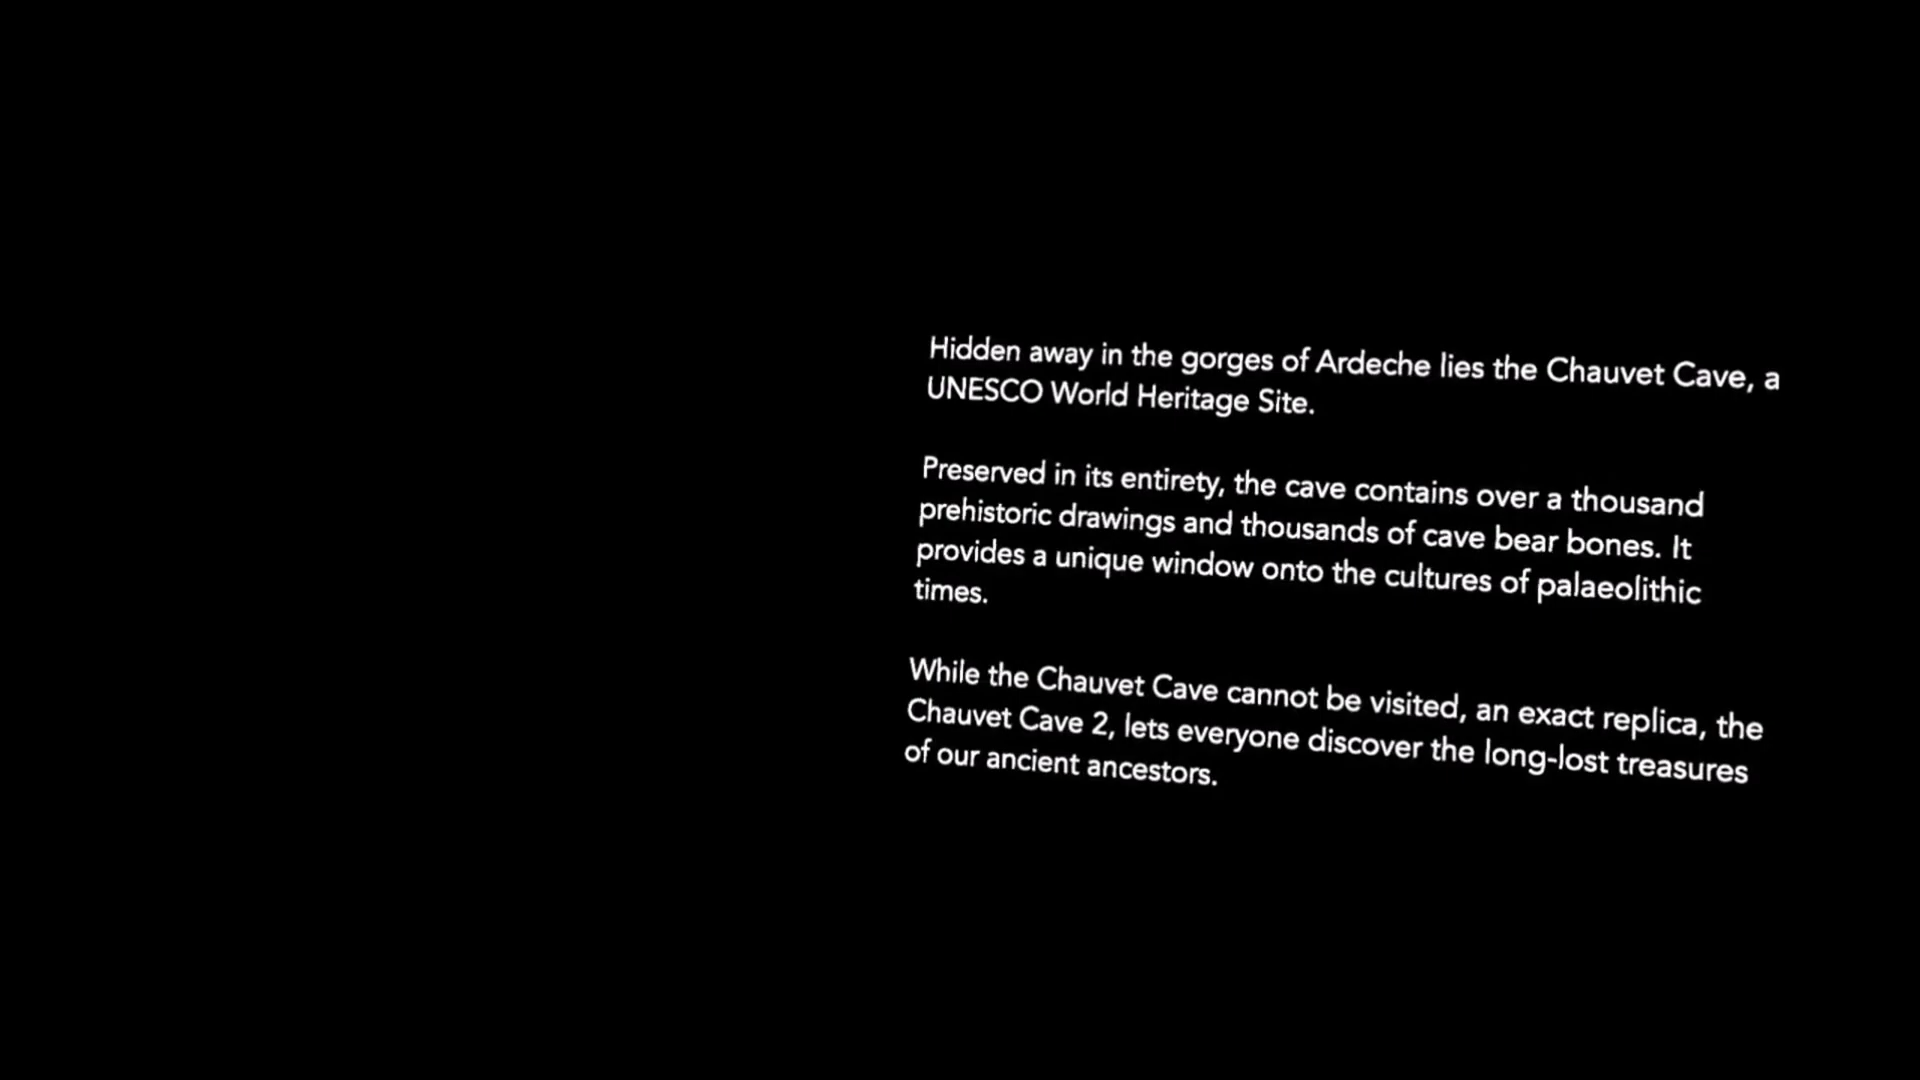 Hidden away in the gorges of Ardeche lies the Chauvet Cave, a
UNESCO World Heritage Site.
Preserved in its entirety, the cave contains over a thousand
prehistoric drawings and thousands of cave bear bones. It
provides a unique window onto the cultures of palaeolithic
times.
While the Chauvet Cave cannot be visited, an exact replica, the
Chauvet Cave 2, lets everyone discover the long-lost treasures
of our ancient ancestors.